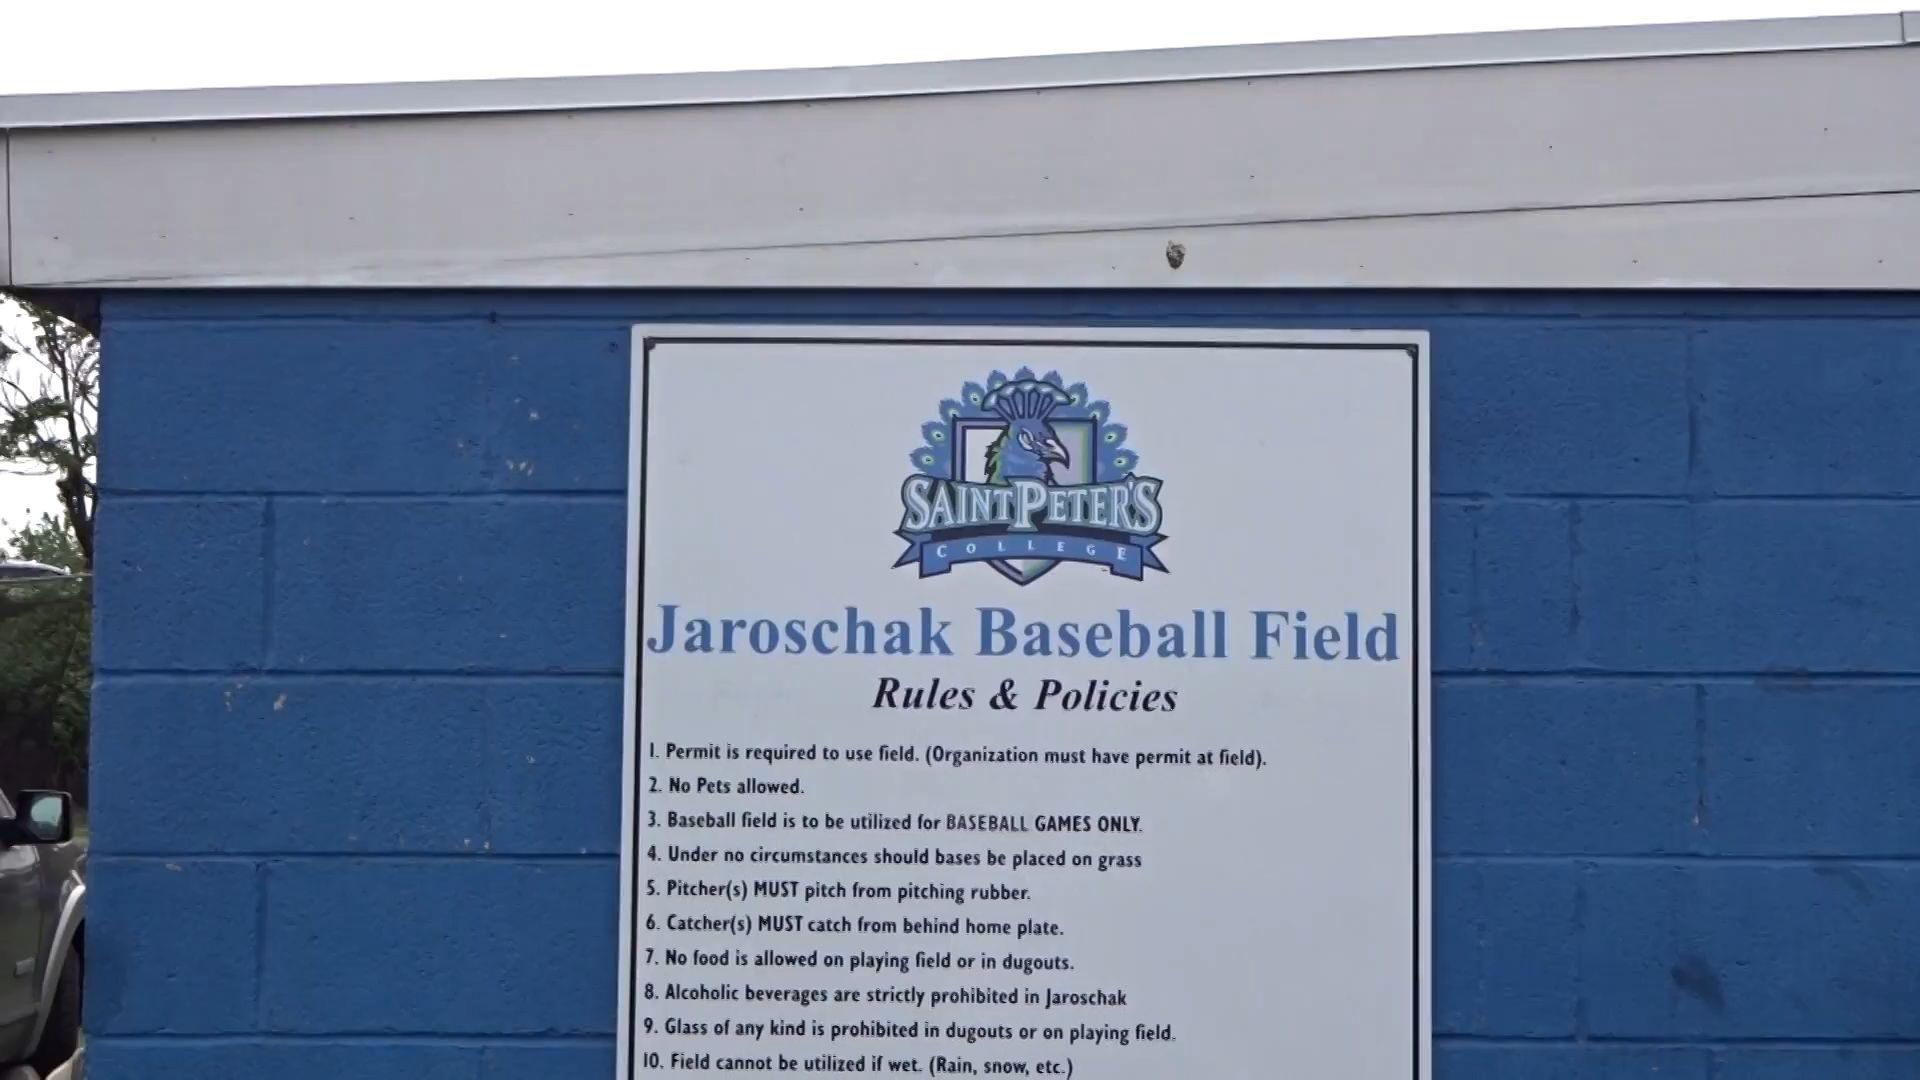 SAINT PETER'S
COLLEGE
Jaroschak Baseball Field
Rules & Policies
1. Permit is required to use field. (Organization must have permit at field).
2. No Pets allowed.
3. Baseball field is to be utilized for BASEBALL GAMES ONLY.
4. Under no circumstances should bases be placed on grass
5. Pitcher(s) MUST pitch from pitching rubber.
6. Catcher(s) MUST catch from behind home plate.
7. No food is allowed on playing field or in dugouts.
8. Alcoholic beverages are strictly prohibited in Jaroschak
9. Glass of any kind is prohibited in dugouts or on playing field.
10. Field cannot be utilized if wet. (Rain, snow, etc.)